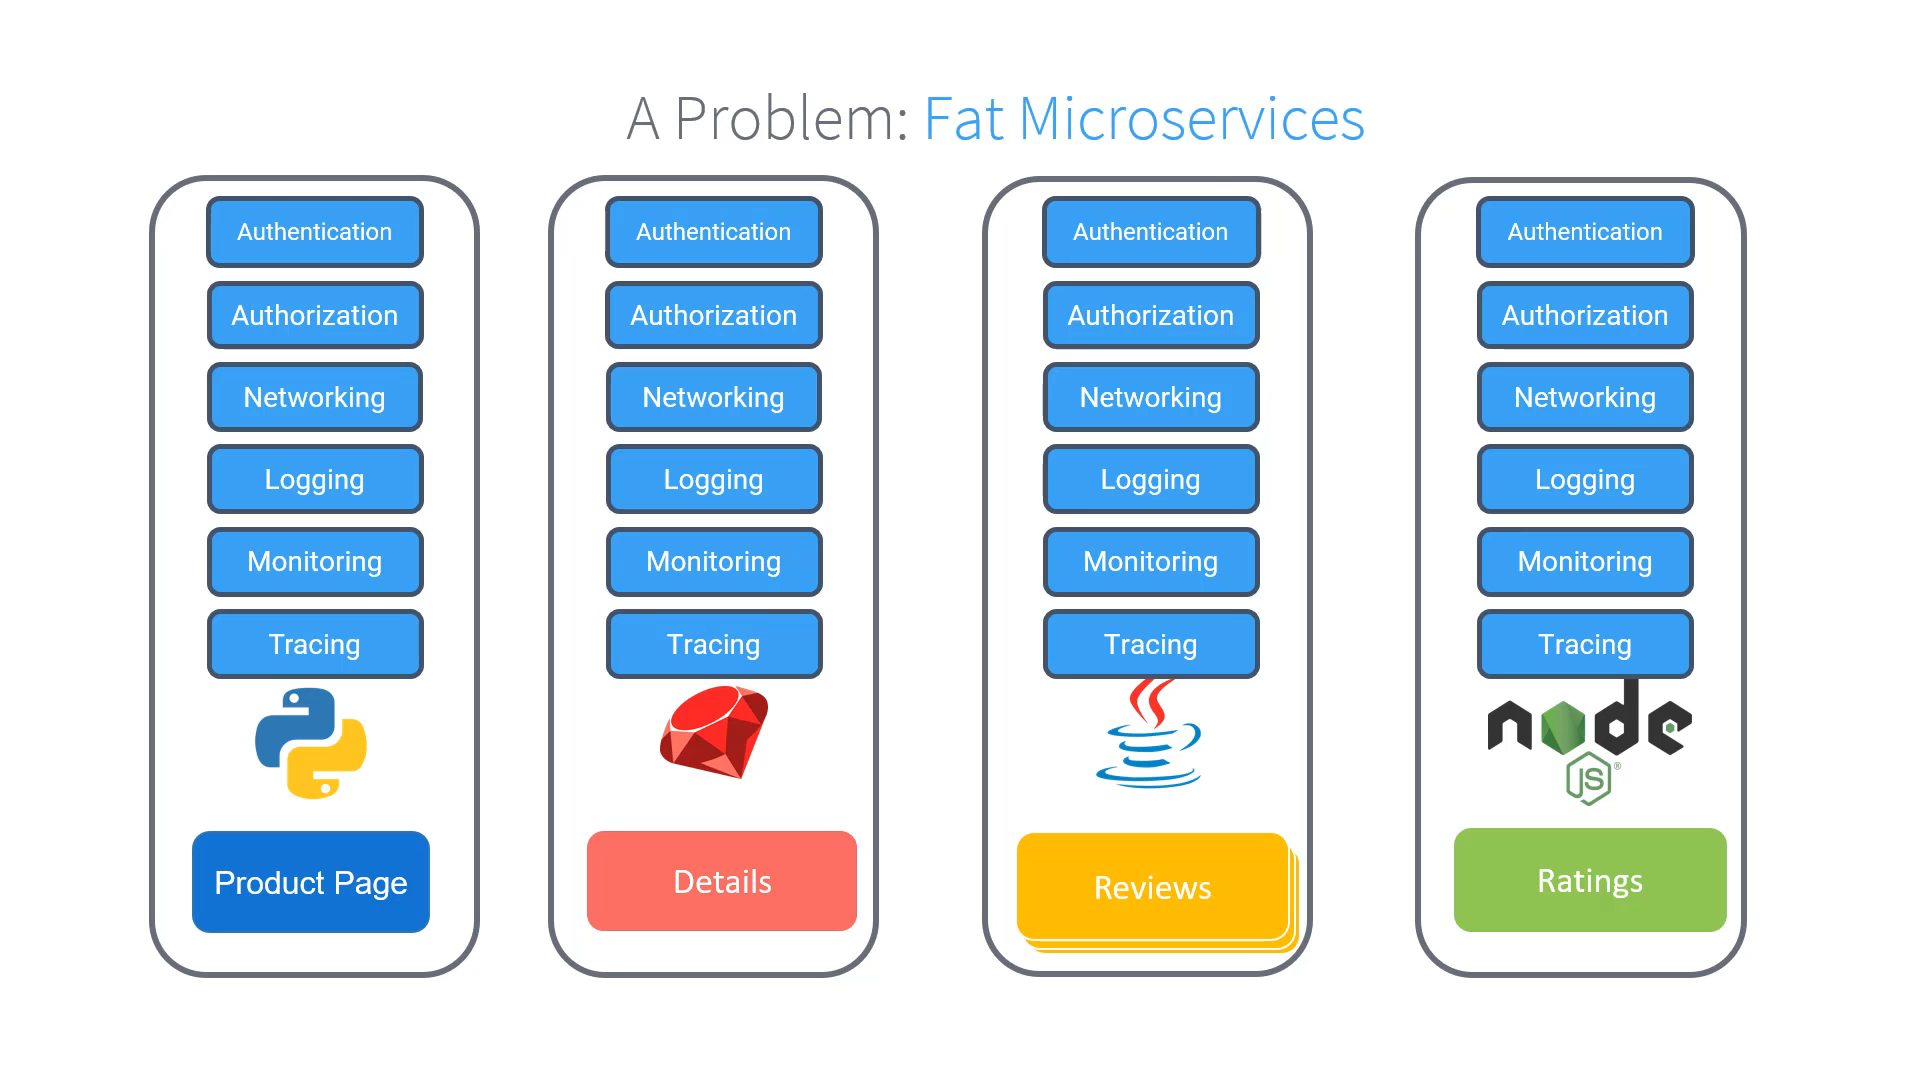 A Problem: Fat Microservices
Authentication
Authorization
Networking
Logging
Monitoring
Tracing
Product Page
Authentication
Authorization
Networking
Logging
Monitoring
Tracing
Details
Authentication
Authorization
Networking
Logging
Monitoring
Tracing
Reviews
Authentication
Authorization
Networking
Logging
Monitoring
Tracing
node
JS®
Ratings